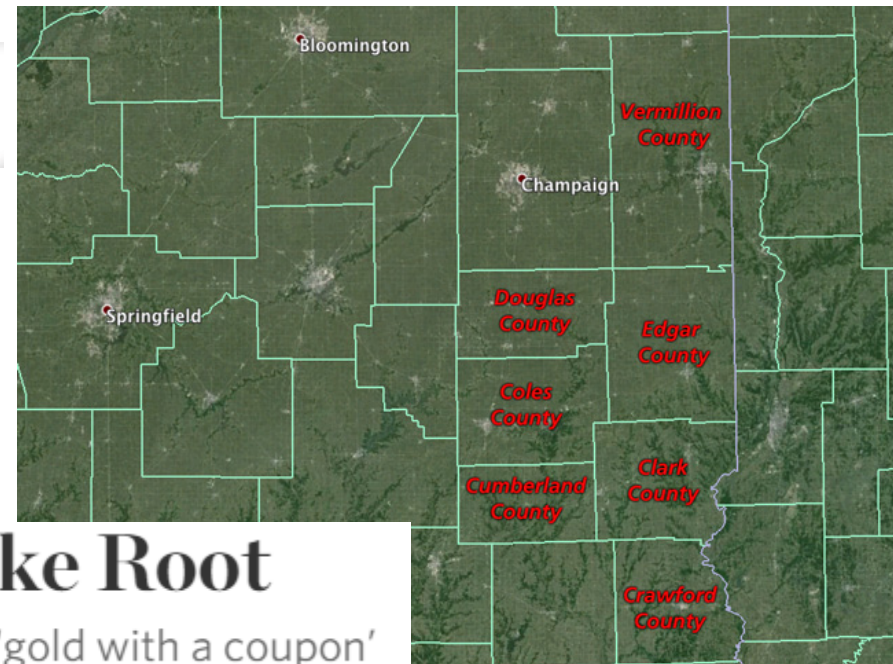 Bloomington
Vermillion
County
Champaign
Douglas
County
Springfield
Edgar
County
Coles
County
Clark
County
Cumberland
County
ke Root
Crawford
County
'gold with a coupon'